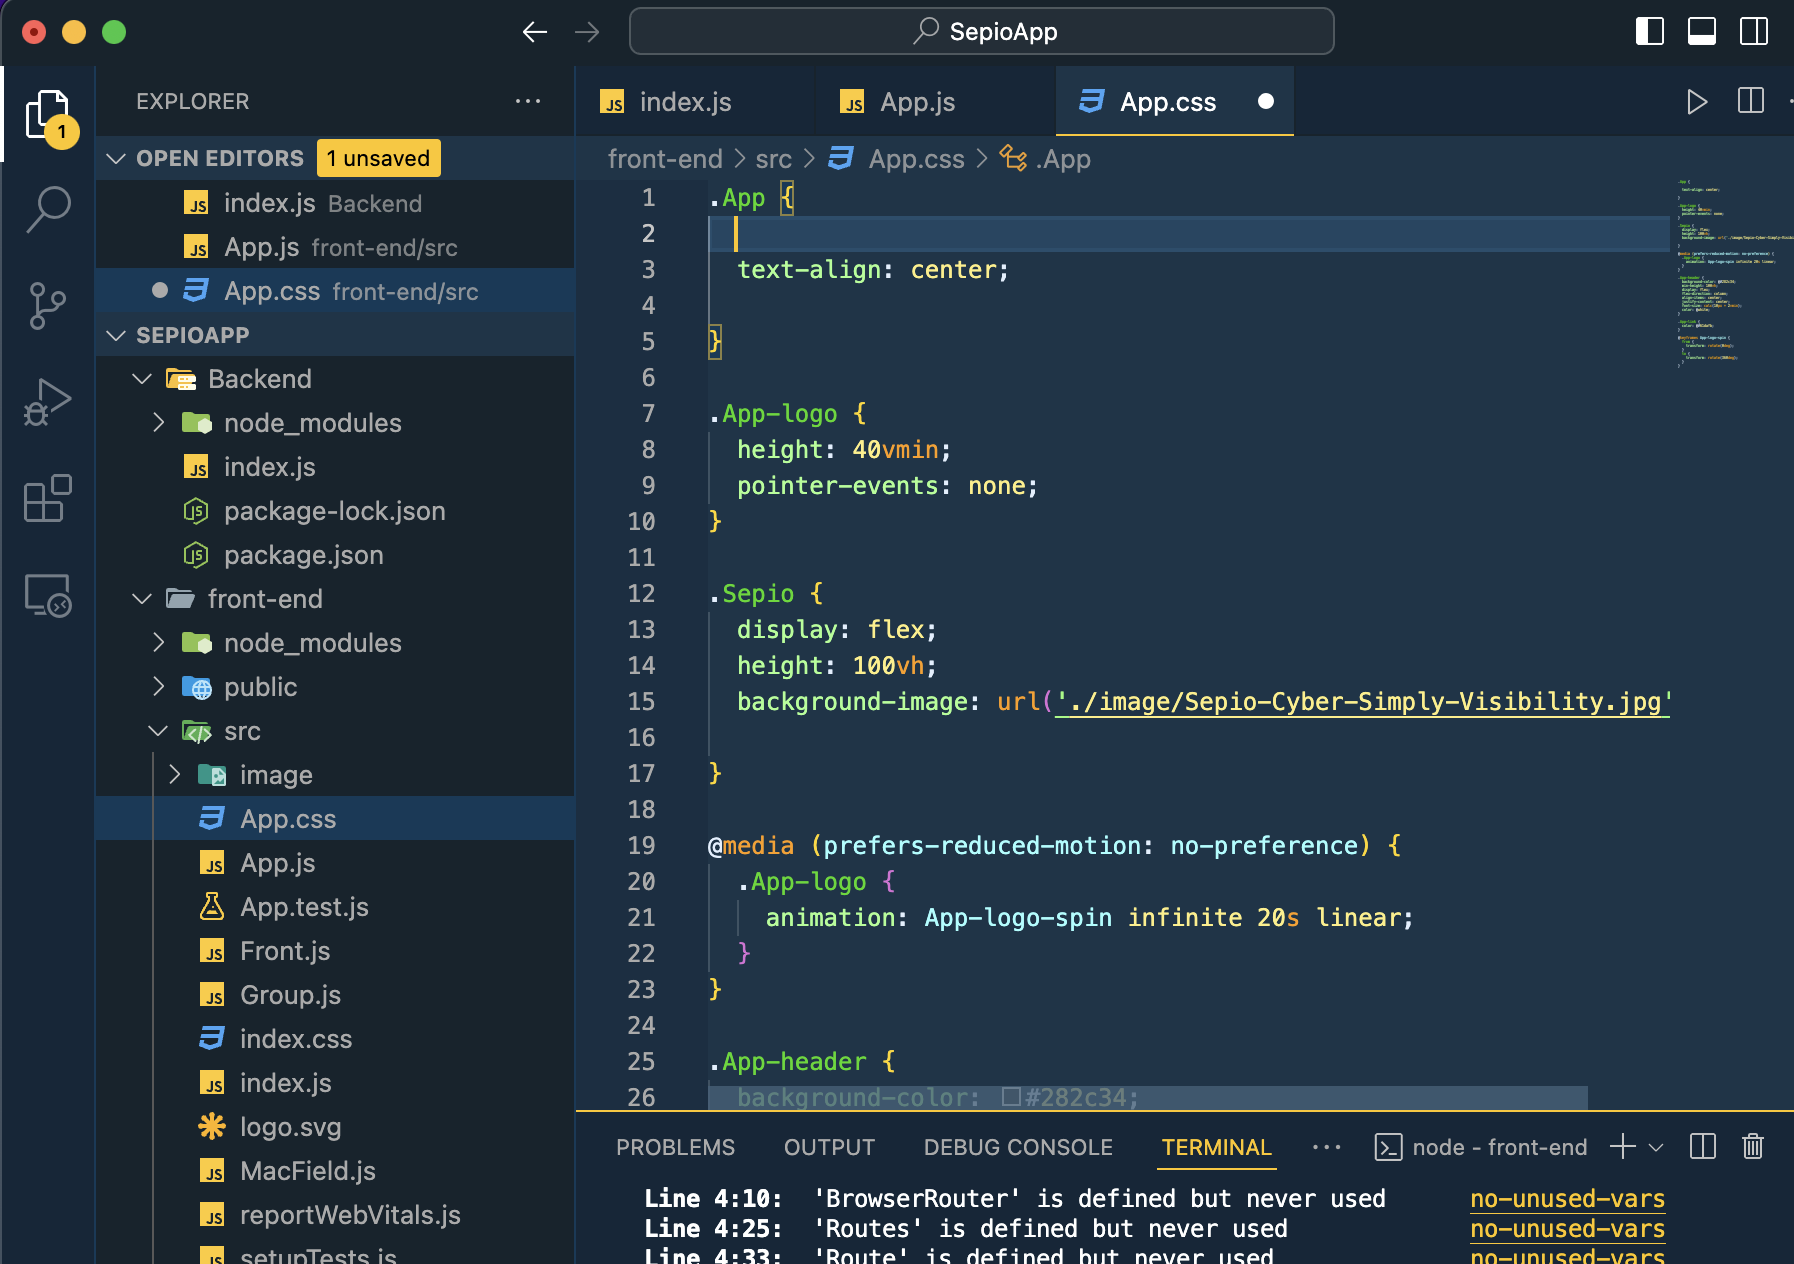 SepioApp
EXPLORER
OPEN EDITORS 1 unsaved
index.js Backend
App.js front-end/src
App.css front-end/src
SEPIOAPP
Backend
node_modules
index.js
package-lock.json
package.json
front-end
node_modules
public
src
image
App.css
App.js
App.test.js
Front.js
Group.js
index.css
index.js
logo.svg
MacField.js
reportWebVitals.js
setupTests.js
1
index.js App.js App.css
front-end > src > App.css > .App
1 .App {
2
3 text-align: center;
4
5 }
6
7 .App-logo {
8 height: 40vmin;
9 pointer-events: none;
10 }
11
12 .Sepio {
13 display: flex;
14 height: 100vh;
15 background-image: url('./image/Sepio-Cyber-Simply-Visibility.jpg'
16
17 }
18
19 @media (prefers-reduced-motion: no-preference) {
20 .App-logo {
21 animation: App-logo-spin infinite 20s linear;
22 }
23 }
24
25 .App-header {
26 background-color: #282c34;
PROBLEMS OUTPUT DEBUG CONSOLE TERMINAL ... node - front-end
Line 4:10: 'BrowserRouter' is defined but never used no-unused-vars
Line 4:25: 'Routes' is defined but never used no-unused-vars
Line 4:33: 'Route' is defined but never used no-unused-vars